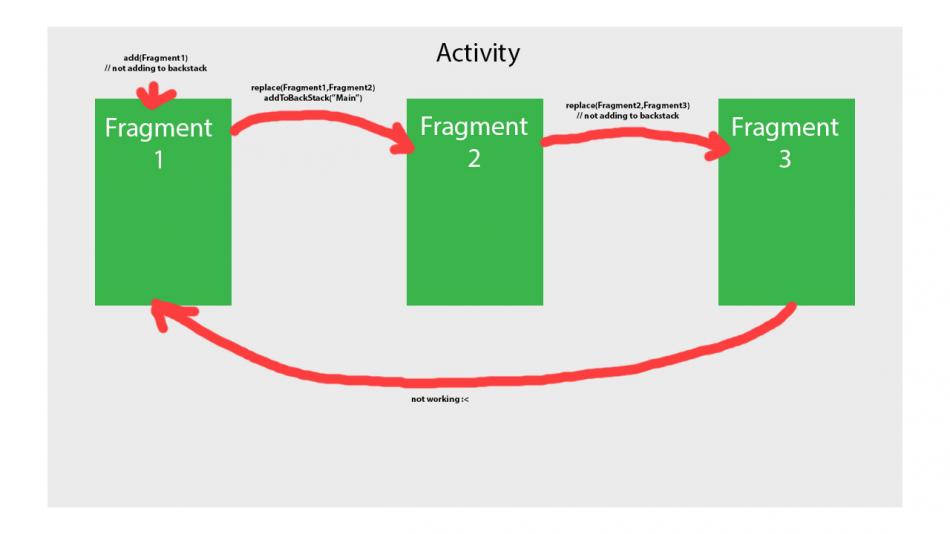 Activity
add(Fragment1)
// not adding to backstack
replace(Fragment1,Fragment2)
addToBackStack("Main")
replace(Fragment2,Fragment3)
// not adding to backstack
Fragment
1
Fragment
2
Fragment
3
not working :<